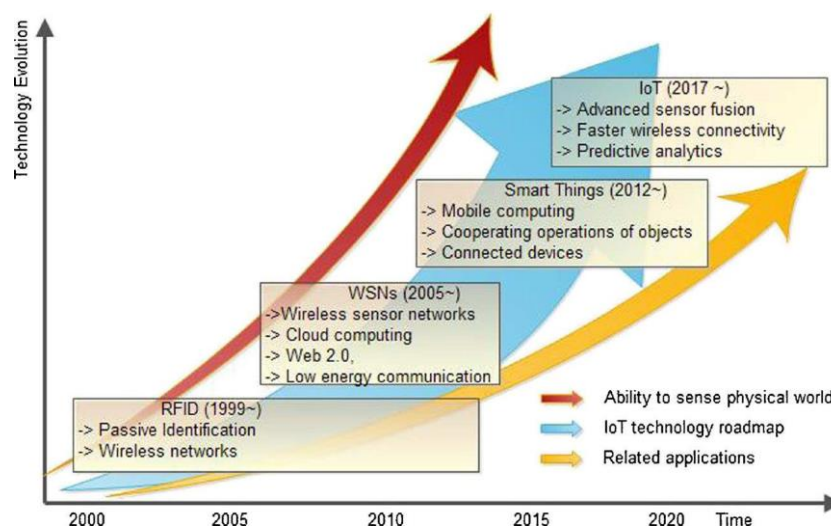 Technology Evolution
IoT (2017 ~)
-> Advanced sensor fusion
-> Faster wireless connectivity
-> Predictive analytics
Smart Things (2012~)
-> Mobile computing
-> Cooperating operations of objects
-> Connected devices
WSNs (2005~)
->Wireless sensor networks
-> Cloud computing
-> Web 2.0,
-> Low energy communication
RFID (1999~)
-> Passive Identification
-> Wireless networks
Ability to sense physical world
IoT technology roadmap
Related applications
2000 2005 2010 2015 2020 Time